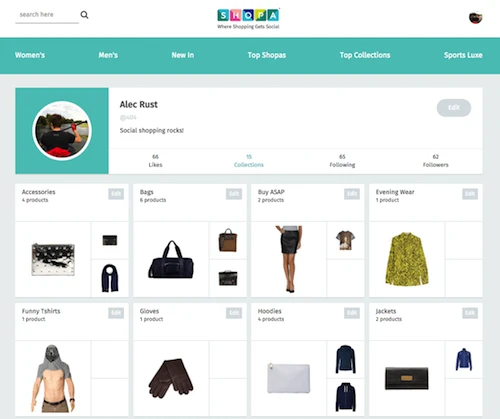 search here
SHOPA
Where Shopping Gets Social
Women's
Men's
New In
Top Shopas
Top Collections
Sports Luxe
Alec Rust
Edit
@404
Social shopping rocks!
66
Likes
15
Collections
65
Following
62
Followers
Accessories
Edit
4 products
Bags
Edit
6 products
Buy ASAP
Edit
2 products
Evening Wear
Edit
1 product
Funny Tshirts
Edit
1 product
Gloves
Edit
1 product
Hoodies
Edit
4 products
Jackets
Edit
2 products